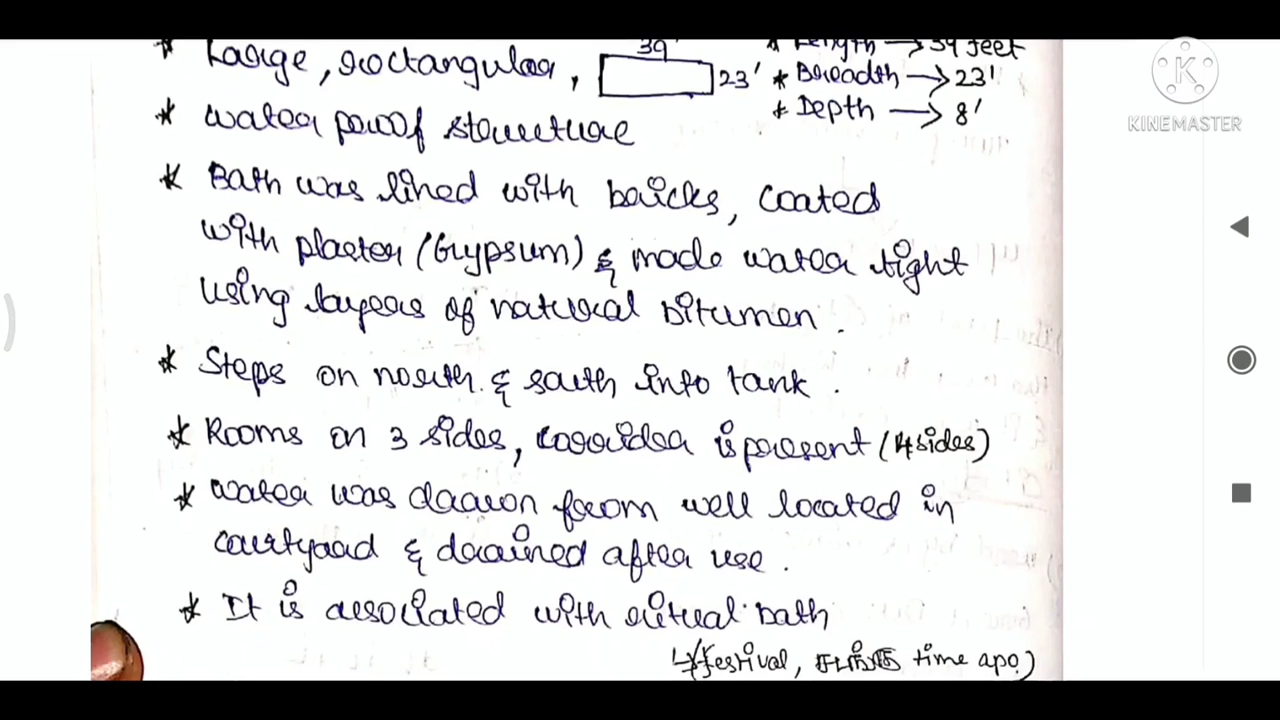 39'
* Length → 39 feet
* Large, rectangular, 23' * Breadth → 23'
* Depth → 8'
* Water proof structure
* Bath was lined with bricks, coated
with plaster (Gypsum) & made water tight
using layers of natural bitumen.
* Steps on north & south into tank.
* Rooms on 3 sides, corridor is present (4 sides)
* Water was drawn from well located in
courtyard & drained after use.
* It is associated with ritual bath
festival, time apo)
KINEMASTER